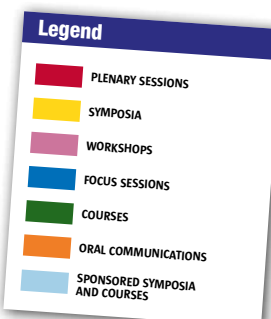 Legend
PLENARY SESSIONS
SYMPOSIA
WORKSHOPS
FOCUS SESSIONS
COURSES
ORAL COMMUNICATIONS
SPONSORED SYMPOSIA
AND COURSES